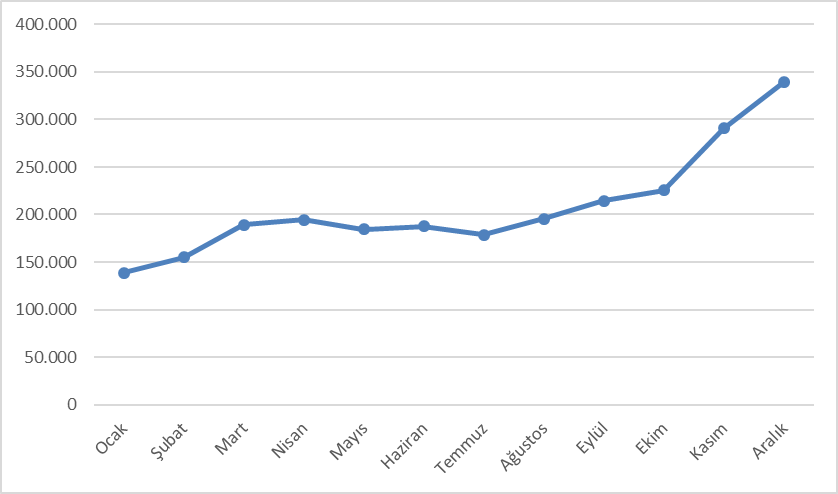 400.000
350.000
300.000
250.000
200.000
150.000
100.000
50.000
0
Ocak
Şubat
Mart
Nisan
Mayıs
Haziran
Temmuz
Ağustos
Eylül
Ekim
Kasım
Aralık